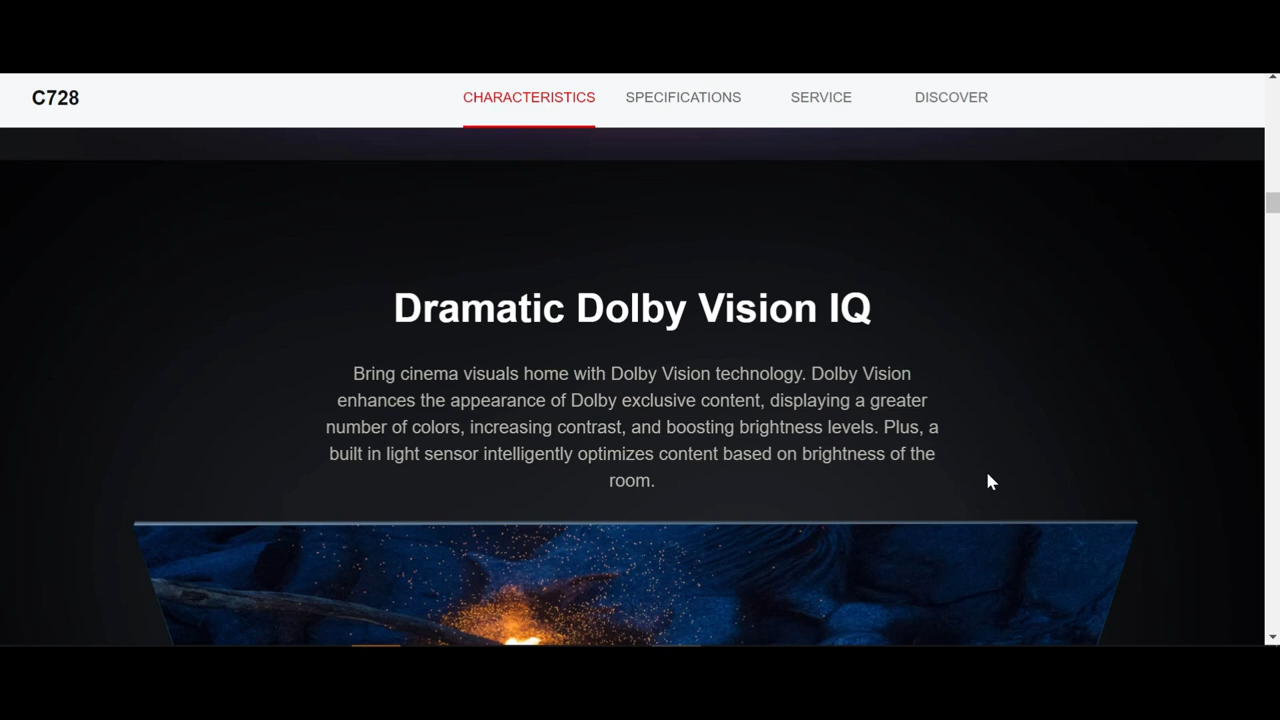 C728
CHARACTERISTICS
SPECIFICATIONS
SERVICE
DISCOVER
Dramatic Dolby Vision IQ
Bring cinema visuals home with Dolby Vision technology. Dolby Vision
enhances the appearance of Dolby exclusive content, displaying a greater
number of colors, increasing contrast, and boosting brightness levels. Plus, a
built in light sensor intelligently optimizes content based on brightness of the
room.